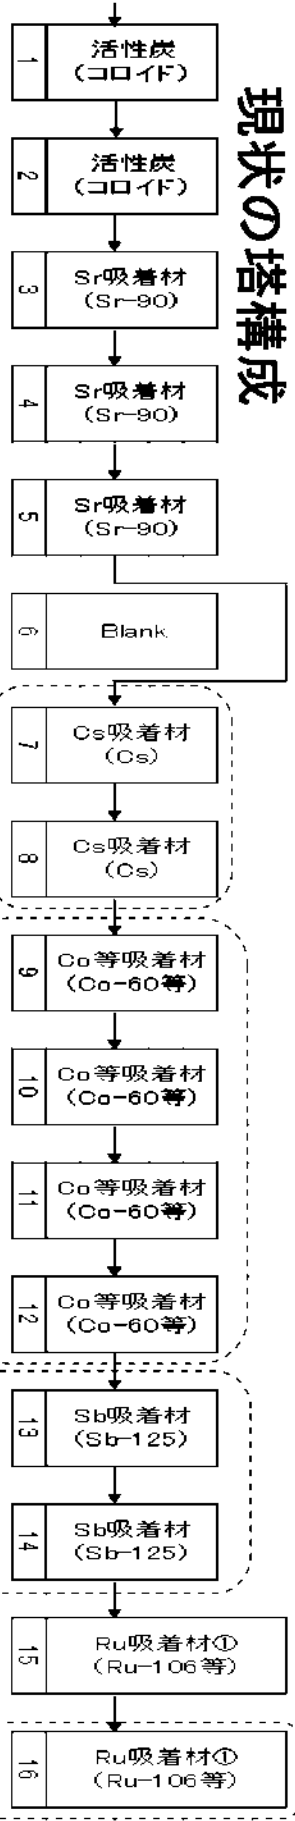 現状の塔構成
1
活性炭
(コロイド)
2
活性炭
(コロイド)
3
Sr吸着材
(Sr-90)
4
Sr吸着材
(Sr-90)
5
Sr吸着材
(Sr-90)
6
Blank
7
Cs吸着材
(Cs)
8
Cs吸着材
(Cs)
9
Co等吸着材
(Co-60等)
10
Co等吸着材
(Co-60等)
11
Co等吸着材
(Co-60等)
12
Co等吸着材
(Co-60等)
13
Sb吸着材
(Sb-125)
14
Sb吸着材
(Sb-125)
15
Ru吸着材①
(Ru-106等)
16
Ru吸着材①
(Ru-106等)